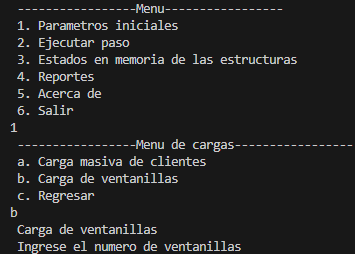 -----------------Menu-----------------
1. Parametros iniciales
2. Ejecutar paso
3. Estados en memoria de las estructuras
4. Reportes
5. Acerca de
6. Salir
1
-----------------Menu de cargas-----------------
a. Carga masiva de clientes
b. Carga de ventanillas
c. Regresar
b
Carga de ventanillas
Ingrese el numero de ventanillas